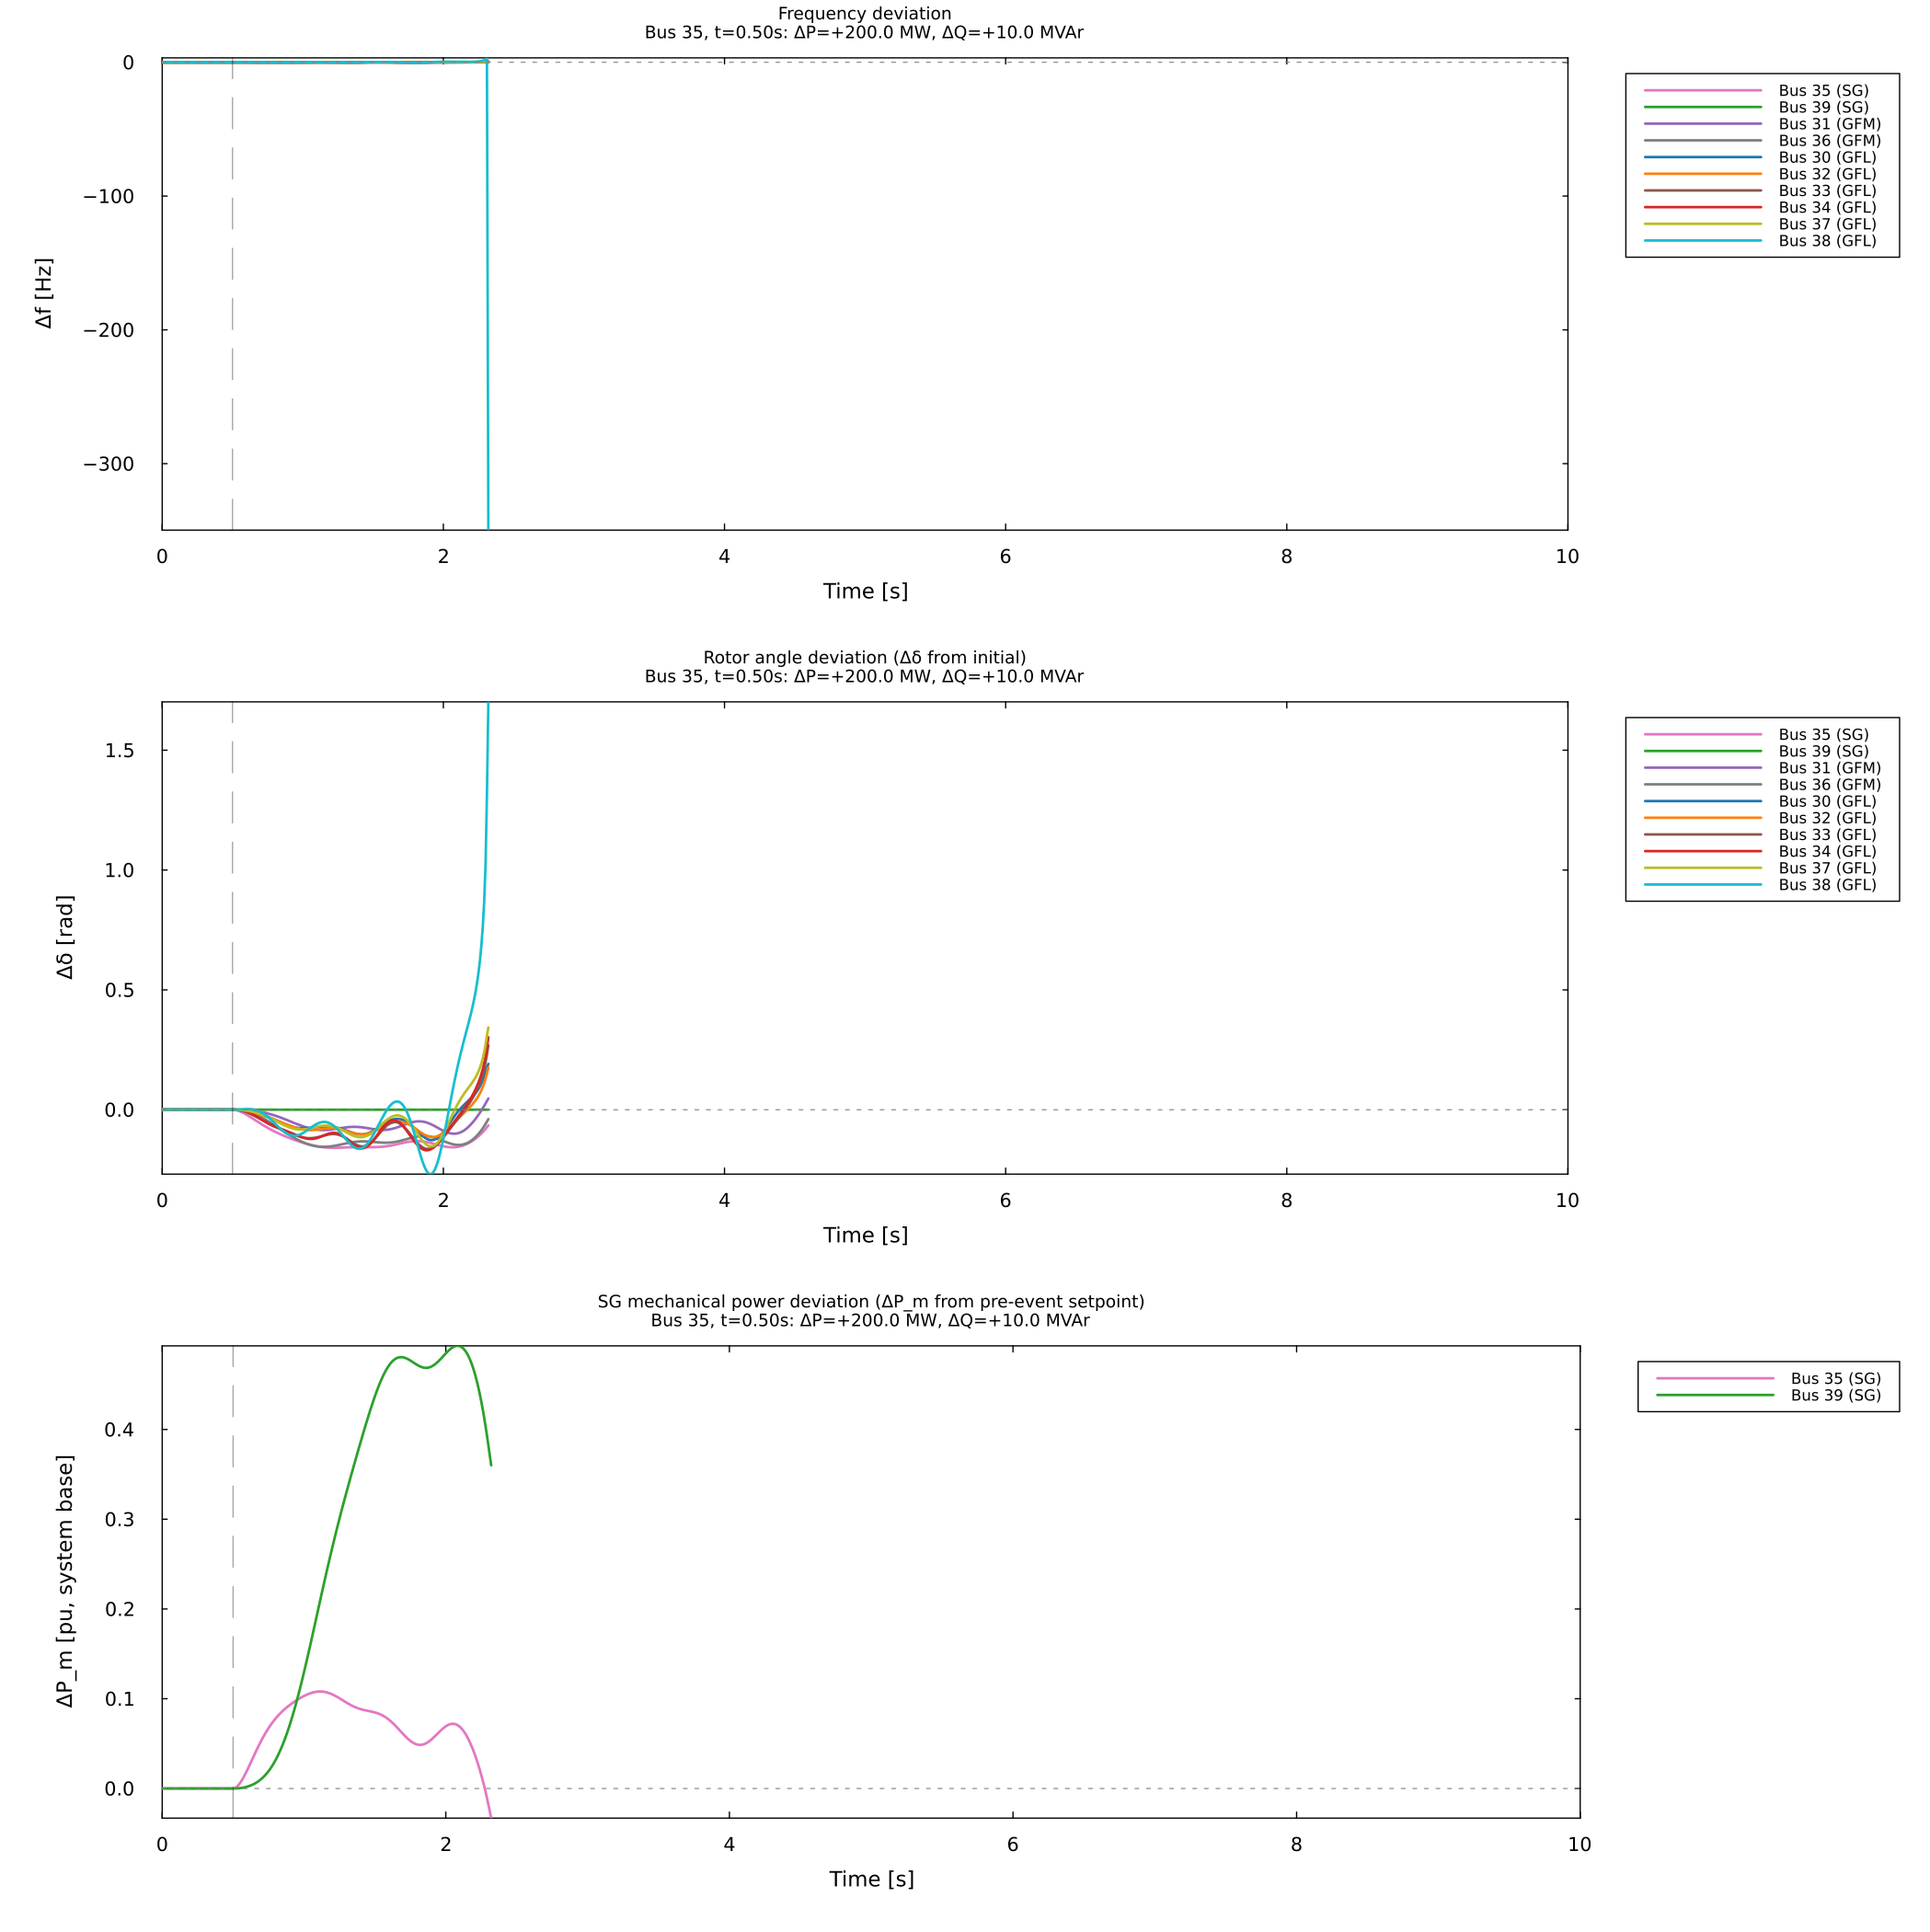 Frequency deviation
Bus 35, t=0.50s: ΔP=+200.0 MW, ΔQ=+10.0 MVAr
0
−100
−200
−300
Δf [Hz]
0 2 4 6 8 10
Time [s]
Bus 35 (SG)
Bus 39 (SG)
Bus 31 (GFM)
Bus 36 (GFM)
Bus 30 (GFL)
Bus 32 (GFL)
Bus 33 (GFL)
Bus 34 (GFL)
Bus 37 (GFL)
Bus 38 (GFL)
Rotor angle deviation (Δδ from initial)
Bus 35, t=0.50s: ΔP=+200.0 MW, ΔQ=+10.0 MVAr
1.5
1.0
0.5
0.0
Δδ [rad]
0 2 4 6 8 10
Time [s]
Bus 35 (SG)
Bus 39 (SG)
Bus 31 (GFM)
Bus 36 (GFM)
Bus 30 (GFL)
Bus 32 (GFL)
Bus 33 (GFL)
Bus 34 (GFL)
Bus 37 (GFL)
Bus 38 (GFL)
SG mechanical power deviation (ΔP_m from pre-event setpoint)
Bus 35, t=0.50s: ΔP=+200.0 MW, ΔQ=+10.0 MVAr
0.4
0.3
0.2
0.1
0.0
ΔP_m [pu, system base]
0 2 4 6 8 10
Time [s]
Bus 35 (SG)
Bus 39 (SG)